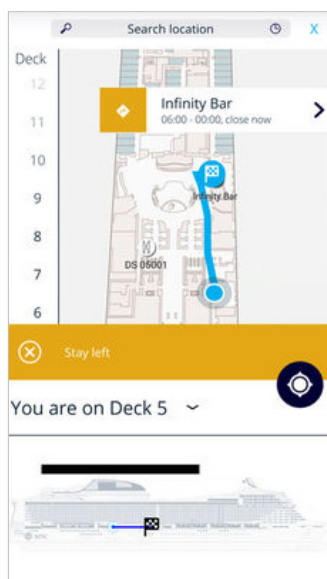 Search location
X
Deck
12
11
10
9
8
7
6
Infinity Bar
06:00 - 00:00, close now
Infinity Bar
DS 05001
Stay left
You are on Deck 5